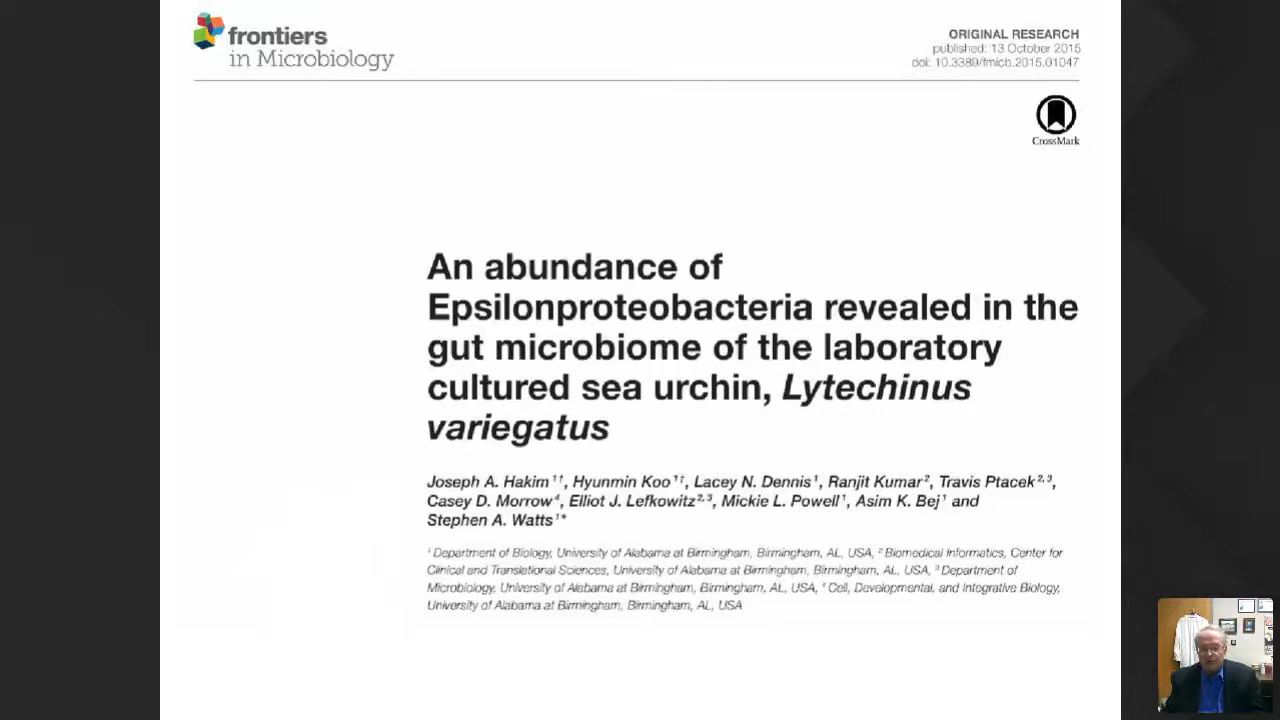 frontiers
in Microbiology
ORIGINAL RESEARCH
published: 13 October 2015
doi: 10.3389/fmicb.2015.01047
CrossMark
An abundance of
Epsilonproteobacteria revealed in the
gut microbiome of the laboratory
cultured sea urchin, Lytechinus
variegatus
Joseph A. Hakim¹†, Hyunmin Koo¹†, Lacey N. Dennis¹, Ranjit Kumar², Travis Ptacek²,³,
Casey D. Morrow⁴, Elliot J. Lefkowitz²,³, Mickie L. Powell¹, Asim K. Bej¹ and
Stephen A. Watts¹*
¹ Department of Biology, University of Alabama at Birmingham, Birmingham, AL, USA, ² Biomedical Informatics, Center for
Clinical and Translational Sciences, University of Alabama at Birmingham, Birmingham, AL, USA, ³ Department of
Microbiology, University of Alabama at Birmingham, Birmingham, AL, USA, ⁴ Cell, Developmental, and Integrative Biology,
University of Alabama at Birmingham, Birmingham, AL, USA